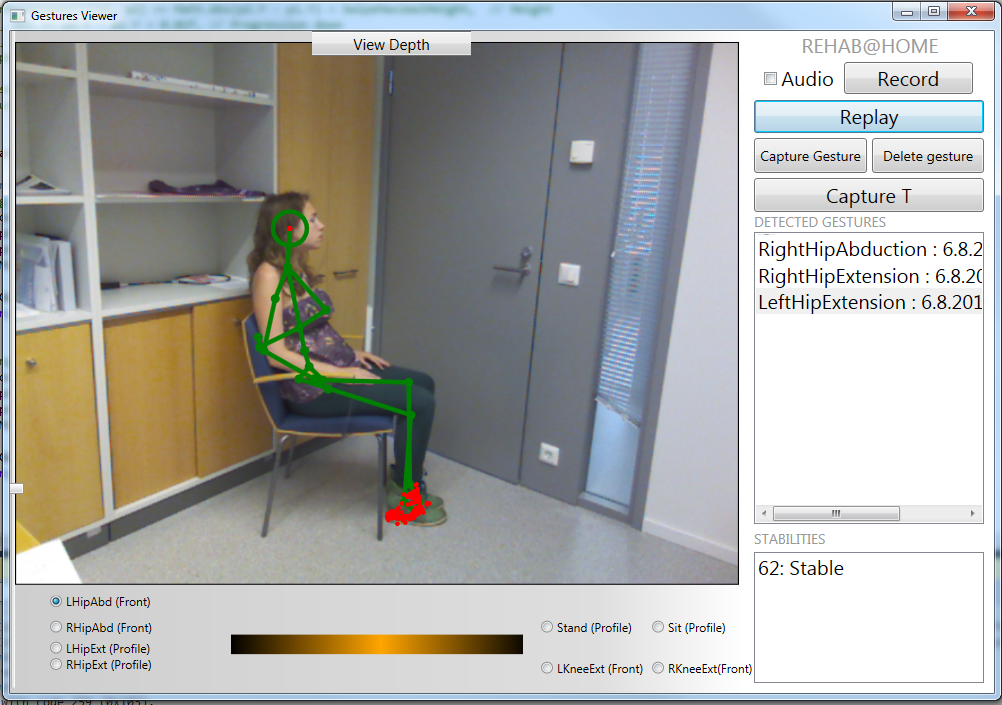 Gestures Viewer
View Depth
REHAB@HOME
Audio
Record
Replay
Capture Gesture
Delete gesture
Capture T
DETECTED GESTURES
RightHipAbduction : 6.8.2
RightHipExtension : 6.8.20
LeftHipExtension : 6.8.201
STABILITIES
62: Stable
LHipAbd (Front)
RHipAbd (Front)
LHipExt (Profile)
RHipExt (Profile)
Stand (Profile)
Sit (Profile)
LKneeExt (Front)
RKneeExt(Front)